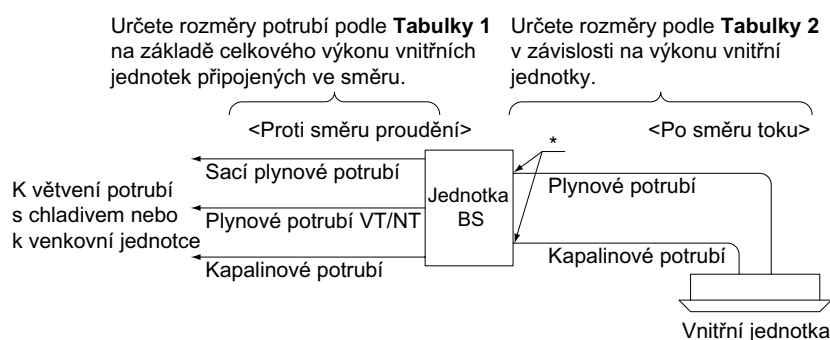 Určete rozměry potrubí podle Tabulky 1
na základě celkového výkonu vnitřních
jednotek připojených ve směru.
Určete rozměry podle Tabulky 2
v závislosti na výkonu vnitřní
jednotky.
<Proti směru proudění>
<Po směru toku>
*
Sací plynové potrubí
Plynové potrubí VT/NT
Kapalinové potrubí
K větvení potrubí
s chladivem nebo
k venkovní jednotce
Jednotka
BS
Plynové potrubí
Kapalinové potrubí
Vnitřní jednotka